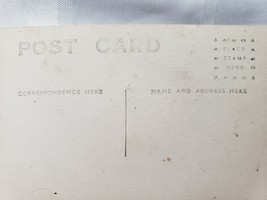 POST CARD
PLACE
STAMP
HERE
CORRESPONDENCE HERE
NAME AND ADDRESS HERE